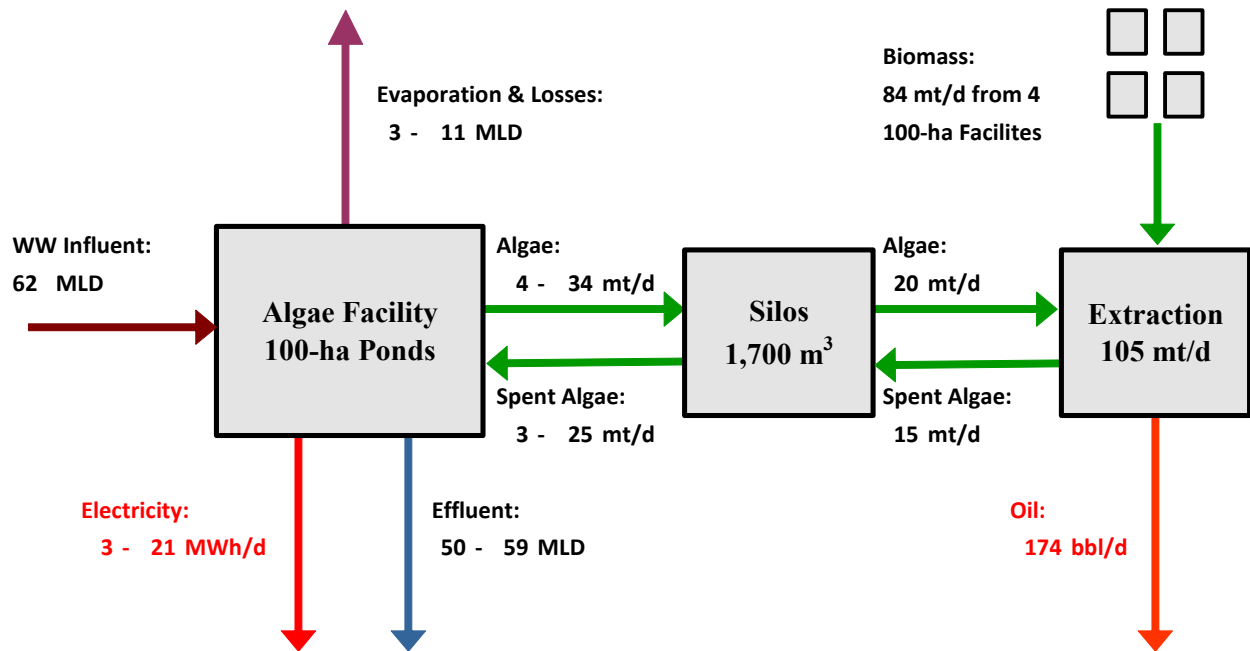 Evaporation & Losses:
3 - 11 MLD
Biomass:
84 mt/d from 4
100-ha Facilites
WW Influent:
62 MLD
Algae Facility
100-ha Ponds
Algae:
4 - 34 mt/d
Spent Algae:
3 - 25 mt/d
Silos
1,700 m³
Algae:
20 mt/d
Spent Algae:
15 mt/d
Extraction
105 mt/d
Electricity:
3 - 21 MWh/d
Effluent:
50 - 59 MLD
Oil:
174 bbl/d